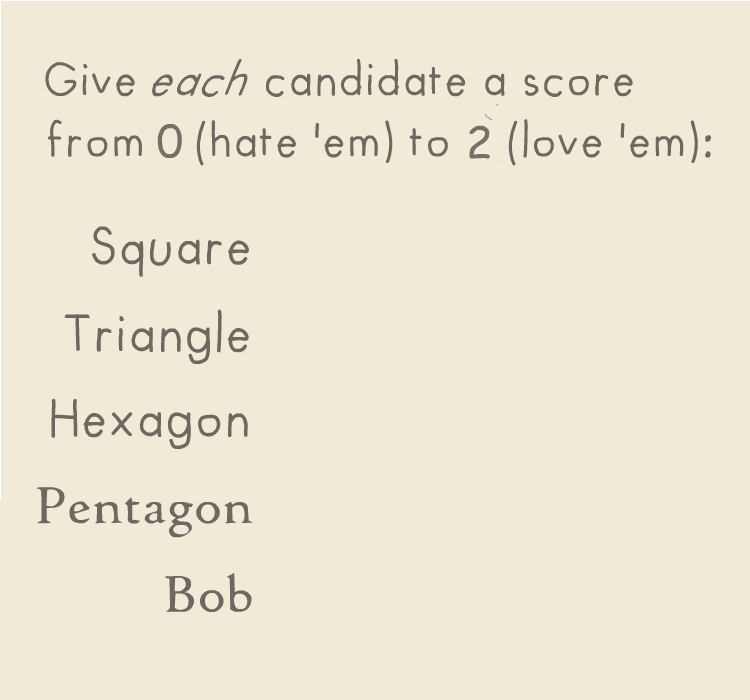 Give each candidate a score
from 0 (hate 'em) to 2 (love 'em):
Square
Triangle
Hexagon
Pentagon
Bob